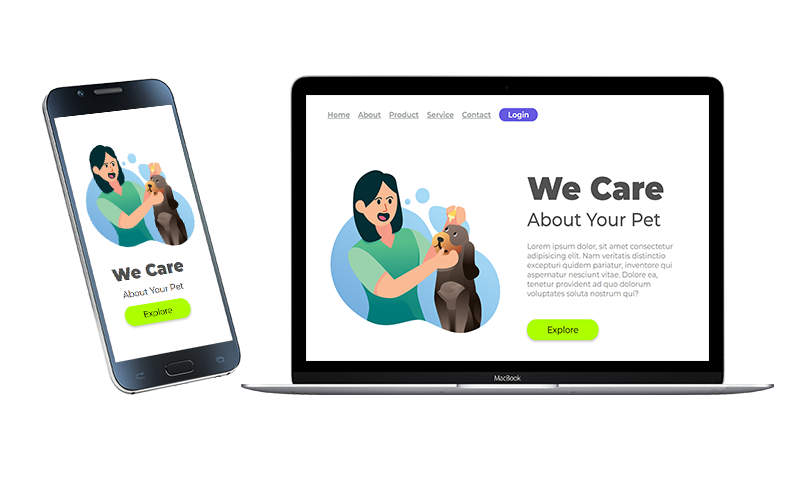 We Care
About Your Pet
Explore
Home About Product Service Contact Login
We Care
About Your Pet
Lorem ipsum dolor, sit amet consectetur
adipisicing elit. Nam veritatis distinctio
excepturi quidem pariatur, inventore qui
aspernatur nesciunt vitae. Dolore ea,
tenetur provident ad quo dolorum
voluptates soluta nostrum qui?
Explore
MacBook